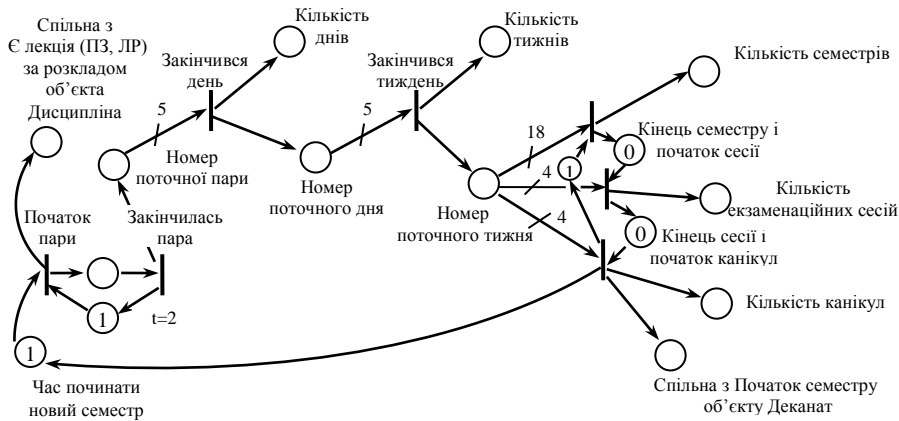 Спільна з
Є лекція (ПЗ, ЛР)
за розкладом
об’єкта
Дисципліна
Кількість
днів
Закінчився
день
5
Номер
поточної пари
Кількість
тижнів
Закінчився
тиждень
5
Номер
поточного дня
Кількість семестрів
18
1
0
Кінець семестру і
початок сесії
4
Номер
поточного тижня
4
Кількість
екзаменаційних сесій
0
Кінець сесії і
початок канікул
Початок
пари
Закінчилась
пара
1
t=2
Кількість канікул
1
Час починати
новий семестр
Спільна з Початок семестру
об’єкту Деканат